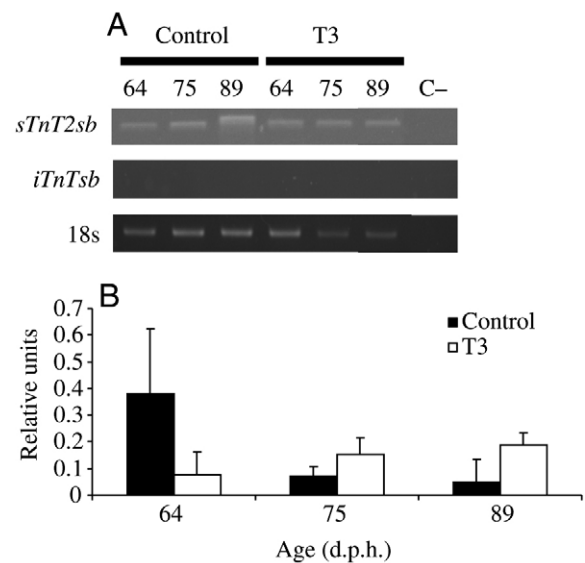 A
Control T3
64 75 89 64 75 89 C–
sTnT2sb
iTnTsb
18s
B
0.7
0.6
0.5
0.4
0.3
0.2
0.1
0
Relative units
Control
T3
64 75 89
Age (d.p.h.)